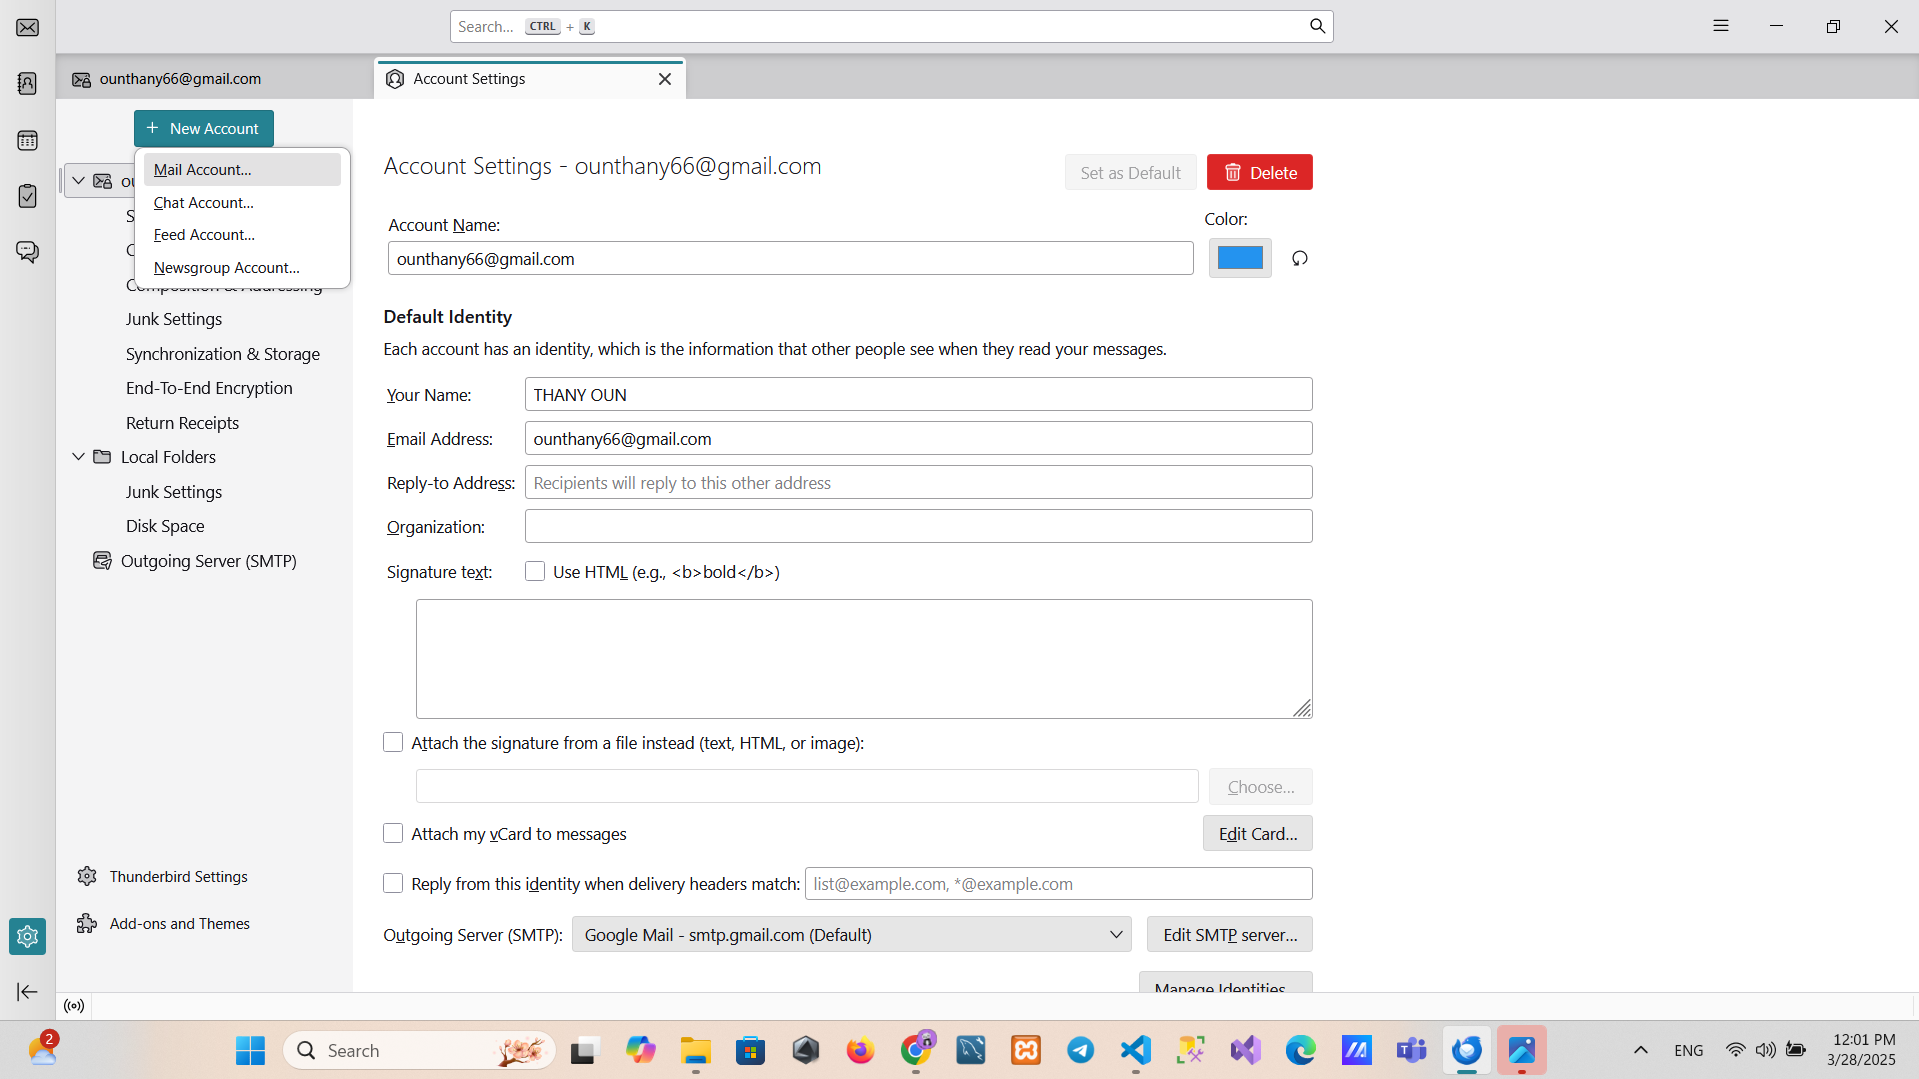 Search... CTRL + K
ounthany66@gmail.com
Account Settings
New Account
Mail Account...
Chat Account...
Feed Account...
Newsgroup Account...
Composition & Addressing
Junk Settings
Synchronization & Storage
End-To-End Encryption
Return Receipts
Local Folders
Junk Settings
Disk Space
Outgoing Server (SMTP)
Thunderbird Settings
Add-ons and Themes
Account Settings - ounthany66@gmail.com
Set as Default
Delete
Account Name:
Color:
ounthany66@gmail.com
Default Identity
Each account has an identity, which is the information that other people see when they read your messages.
Your Name: THANY OUN
Email Address: ounthany66@gmail.com
Reply-to Address: Recipients will reply to this other address
Organization:
Signature text: Use HTML (e.g., <b>bold</b>)
Attach the signature from a file instead (text, HTML, or image):
Choose...
Attach my vCard to messages
Edit Card...
Reply from this identity when delivery headers match: list@example.com, *@example.com
Outgoing Server (SMTP): Google Mail - smtp.gmail.com (Default)
Edit SMTP server...
Manage Identities
2
Search
ENG
12:01 PM
3/28/2025